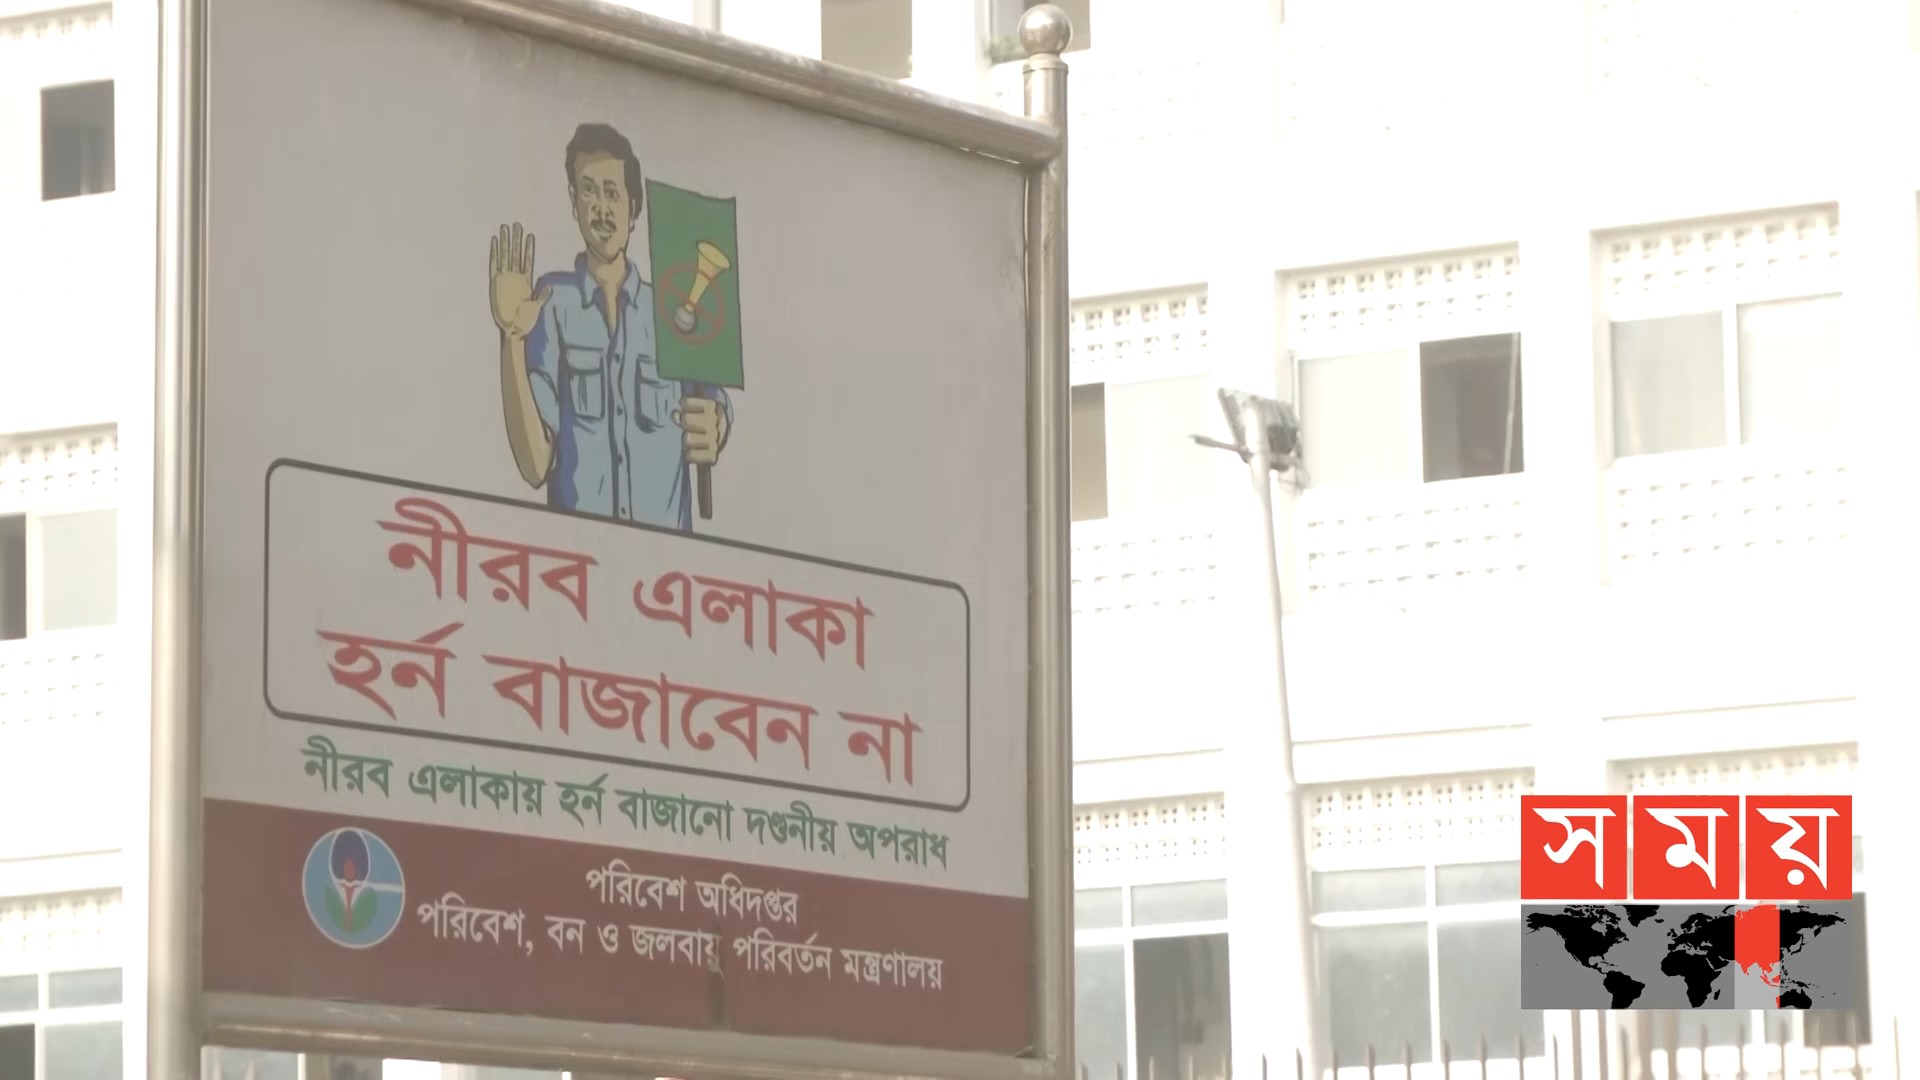 নীরব এলাকা
হর্ন বাজাবেন না
নীরব এলাকায় হর্ন বাজানো দণ্ডনীয় অপরাধ
পরিবেশ অধিদপ্তর
পরিবেশ, বন ও জলবায়ু পরিবর্তন মন্ত্রণালয়
সময়